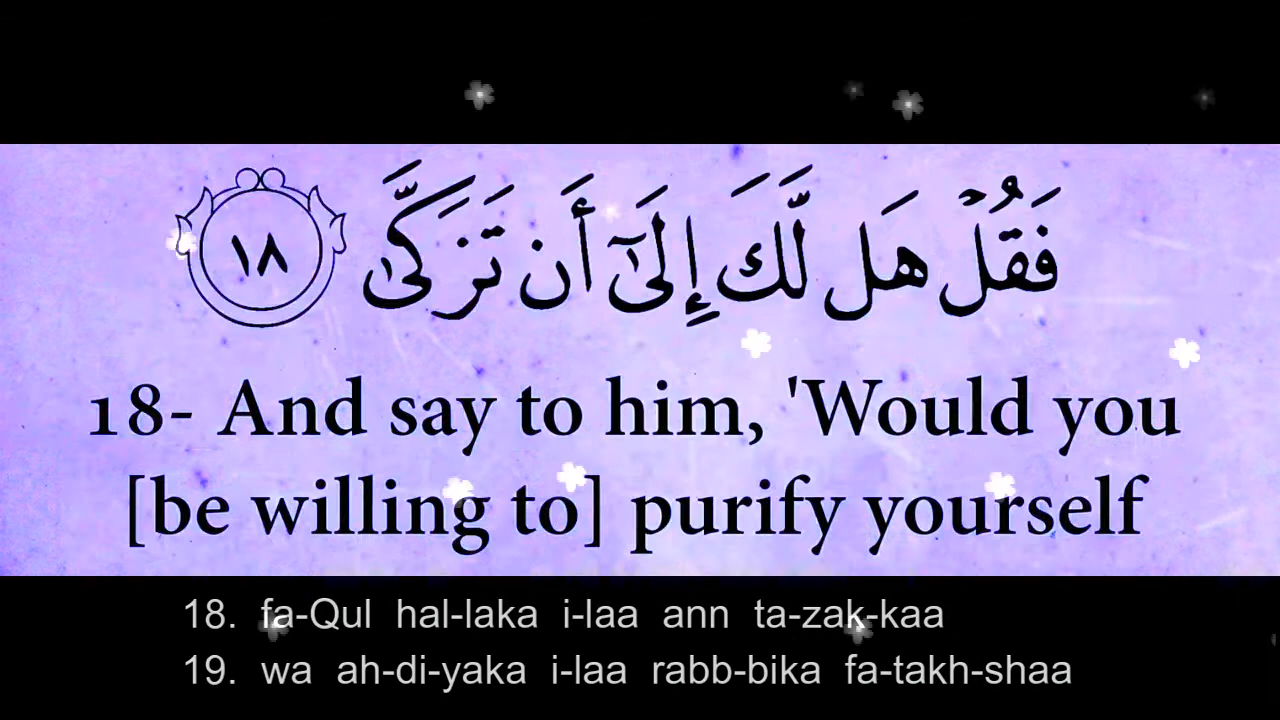 فَقُلۡ هَل لَّكَ إِلَىٰٓ أَن تَزَكَّىٰ ١٨
18- And say to him, 'Would you
[be willing to] purify yourself
18. fa-Qul hal-laka i-laa ann ta-zak-kaa
19. wa ah-di-yaka i-laa rabb-bika fa-takh-shaa